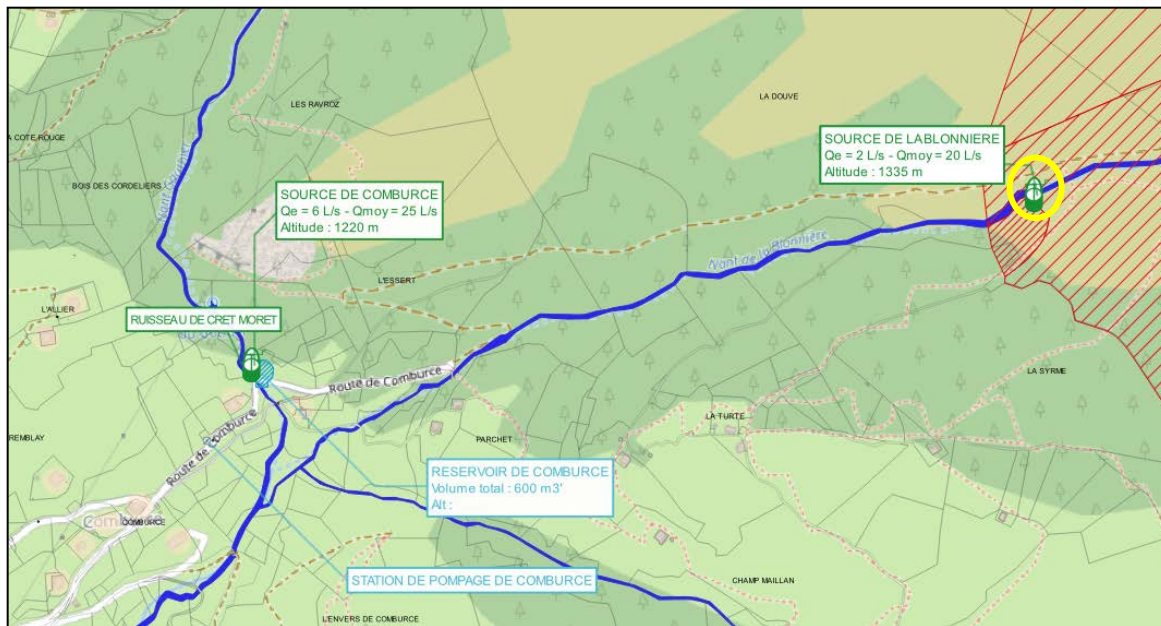 LES RAVROZ
LA DOUVE
A COTE-ROUGE
BOIS DES CORDELIERS
SOURCE DE LABLONNIERE
Qe = 2 L/s - Qmoy = 20 L/s
Altitude : 1335 m
SOURCE DE COMBURCE
Qe = 6 L/s - Qmoy = 25 L/s
Altitude : 1220 m
Nant de la Blonnière
L'ESSERT
L'ALLIER
RUISSEAU DE CRET MORET
Route de Comburce
LA SYRME
LA TURTE
PARCHET
REMBLAY
Route de Comburce
RESERVOIR DE COMBURCE
Volume total : 600 m3'
Alt :
Comburce
COMBURCE
STATION DE POMPAGE DE COMBURCE
CHAMP MAILLAN
L'ENVERS DE COMBURCE